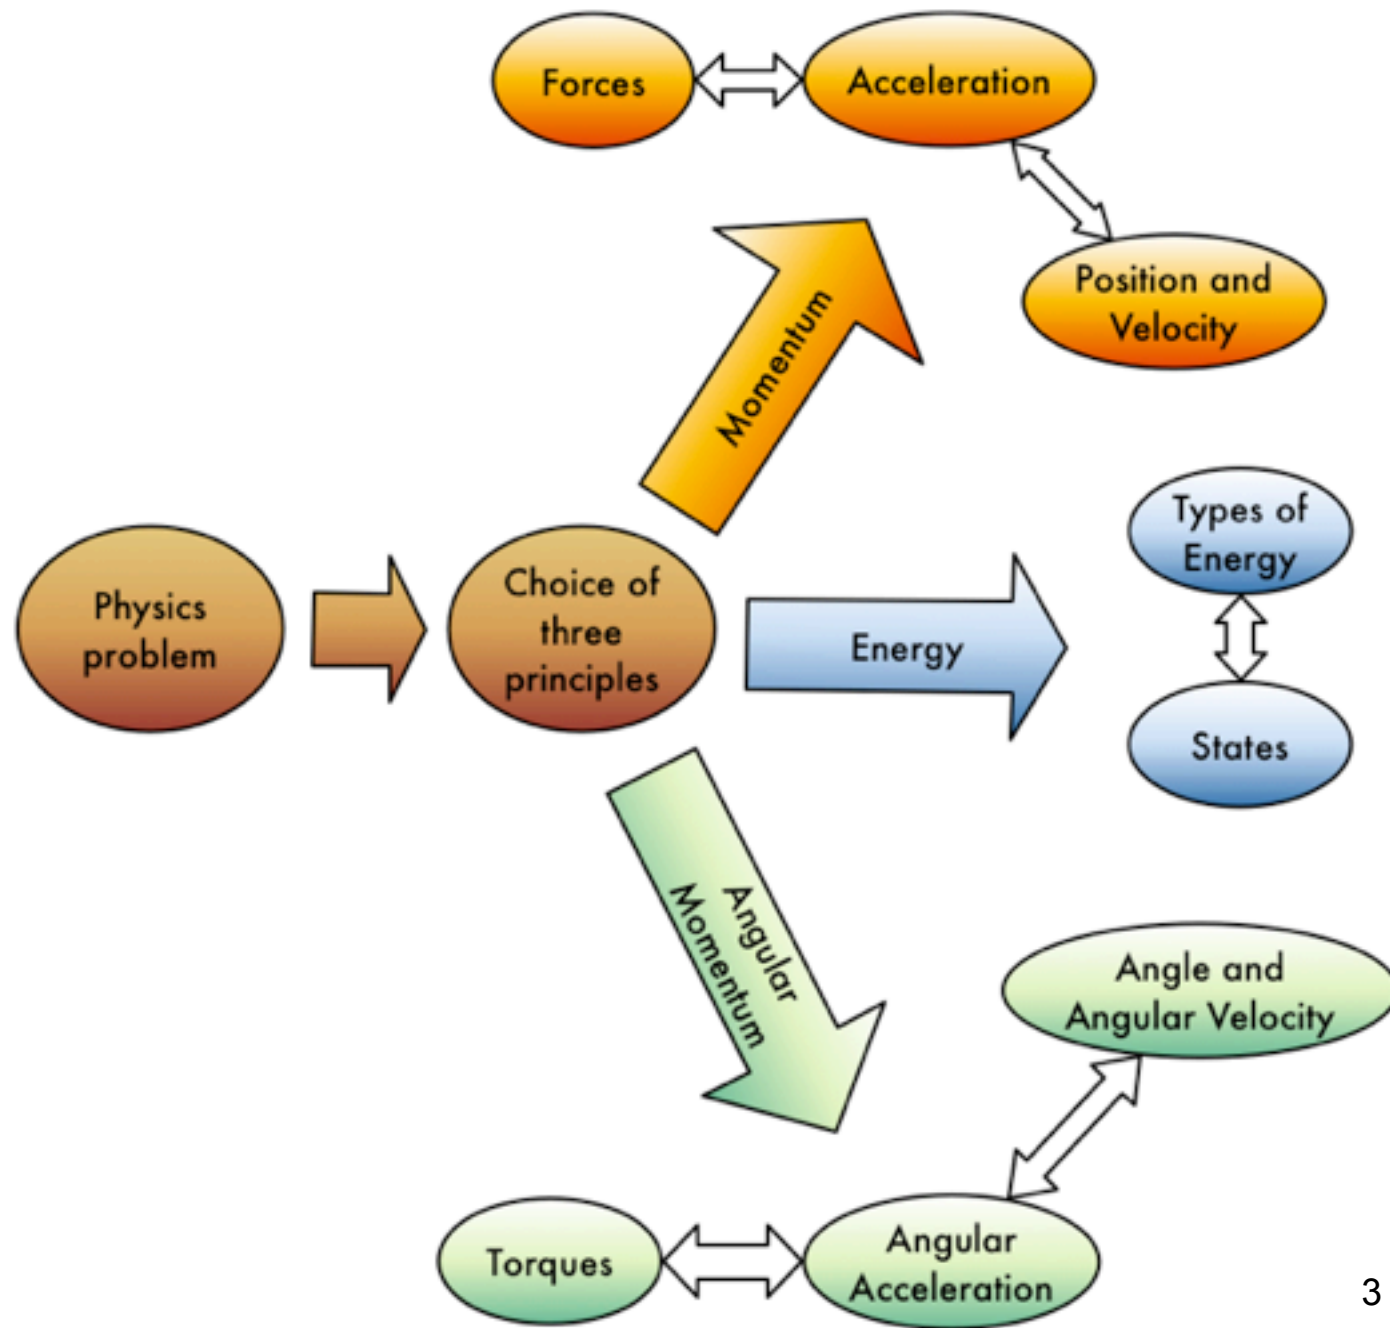 Forces
Acceleration
Position and
Velocity
Momentum
Types of
Energy
Physics
problem
Choice of
three
principles
Energy
States
Angular
Momentum
Angle and
Angular Velocity
Torques
Angular
Acceleration
3